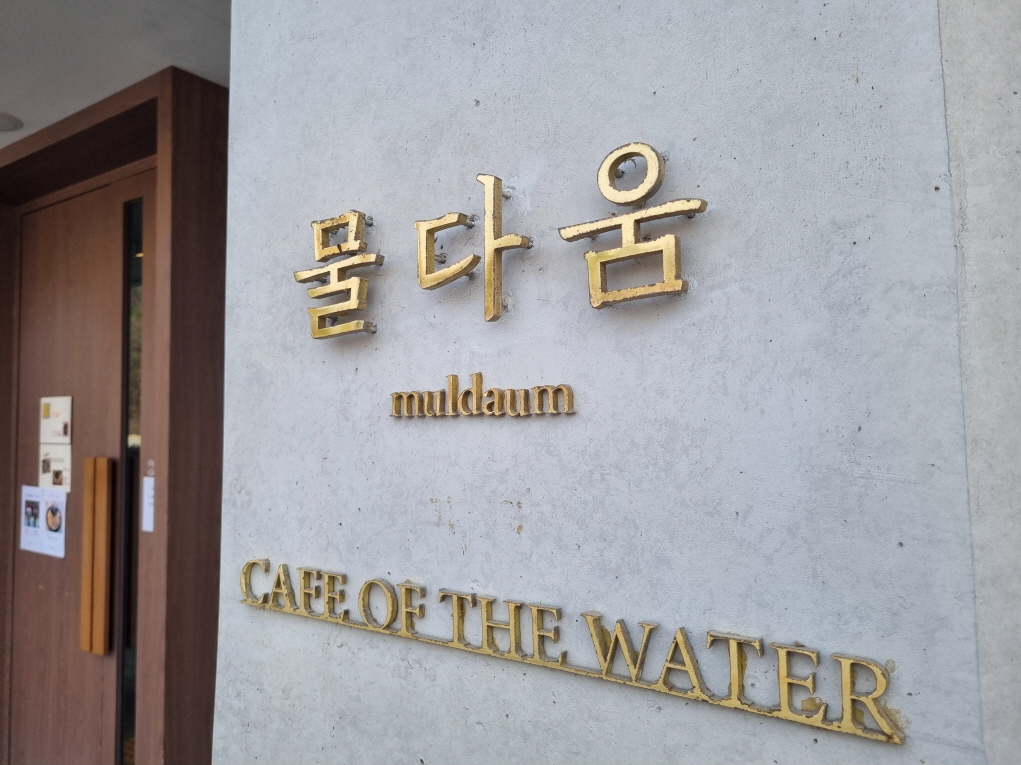 물다움
muldaum
CAFE OF THE WATER